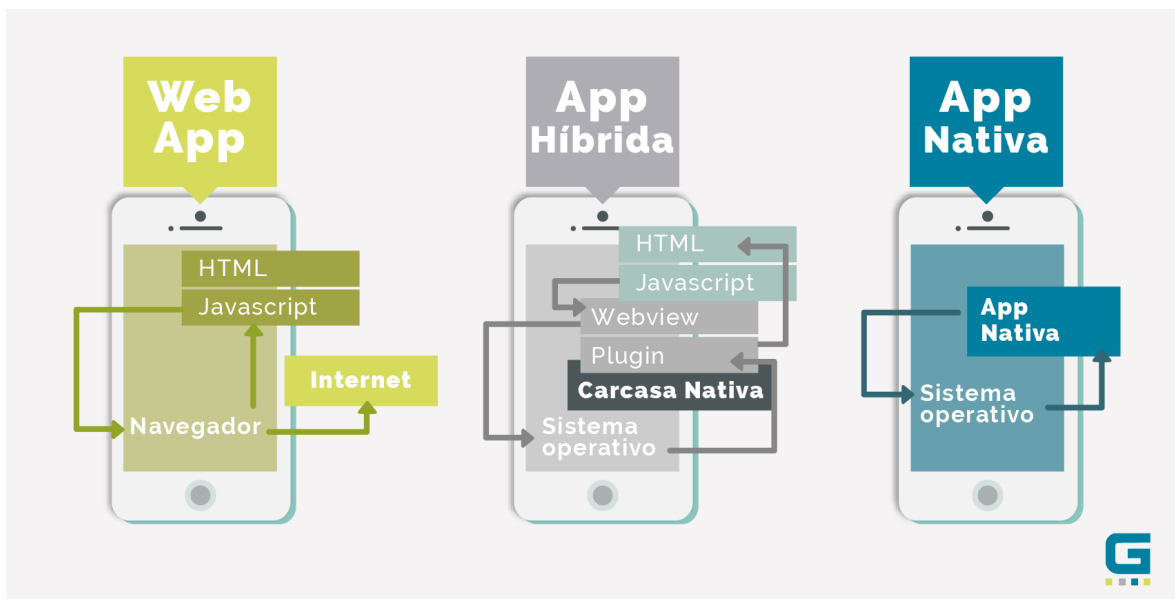 Web
App
HTML
Javascript
Internet
Navegador
App
Híbrida
HTML
Javascript
Webview
Plugin
Carcasa Nativa
Sistema
operativo
App
Nativa
App
Nativa
Sistema
operativo
G